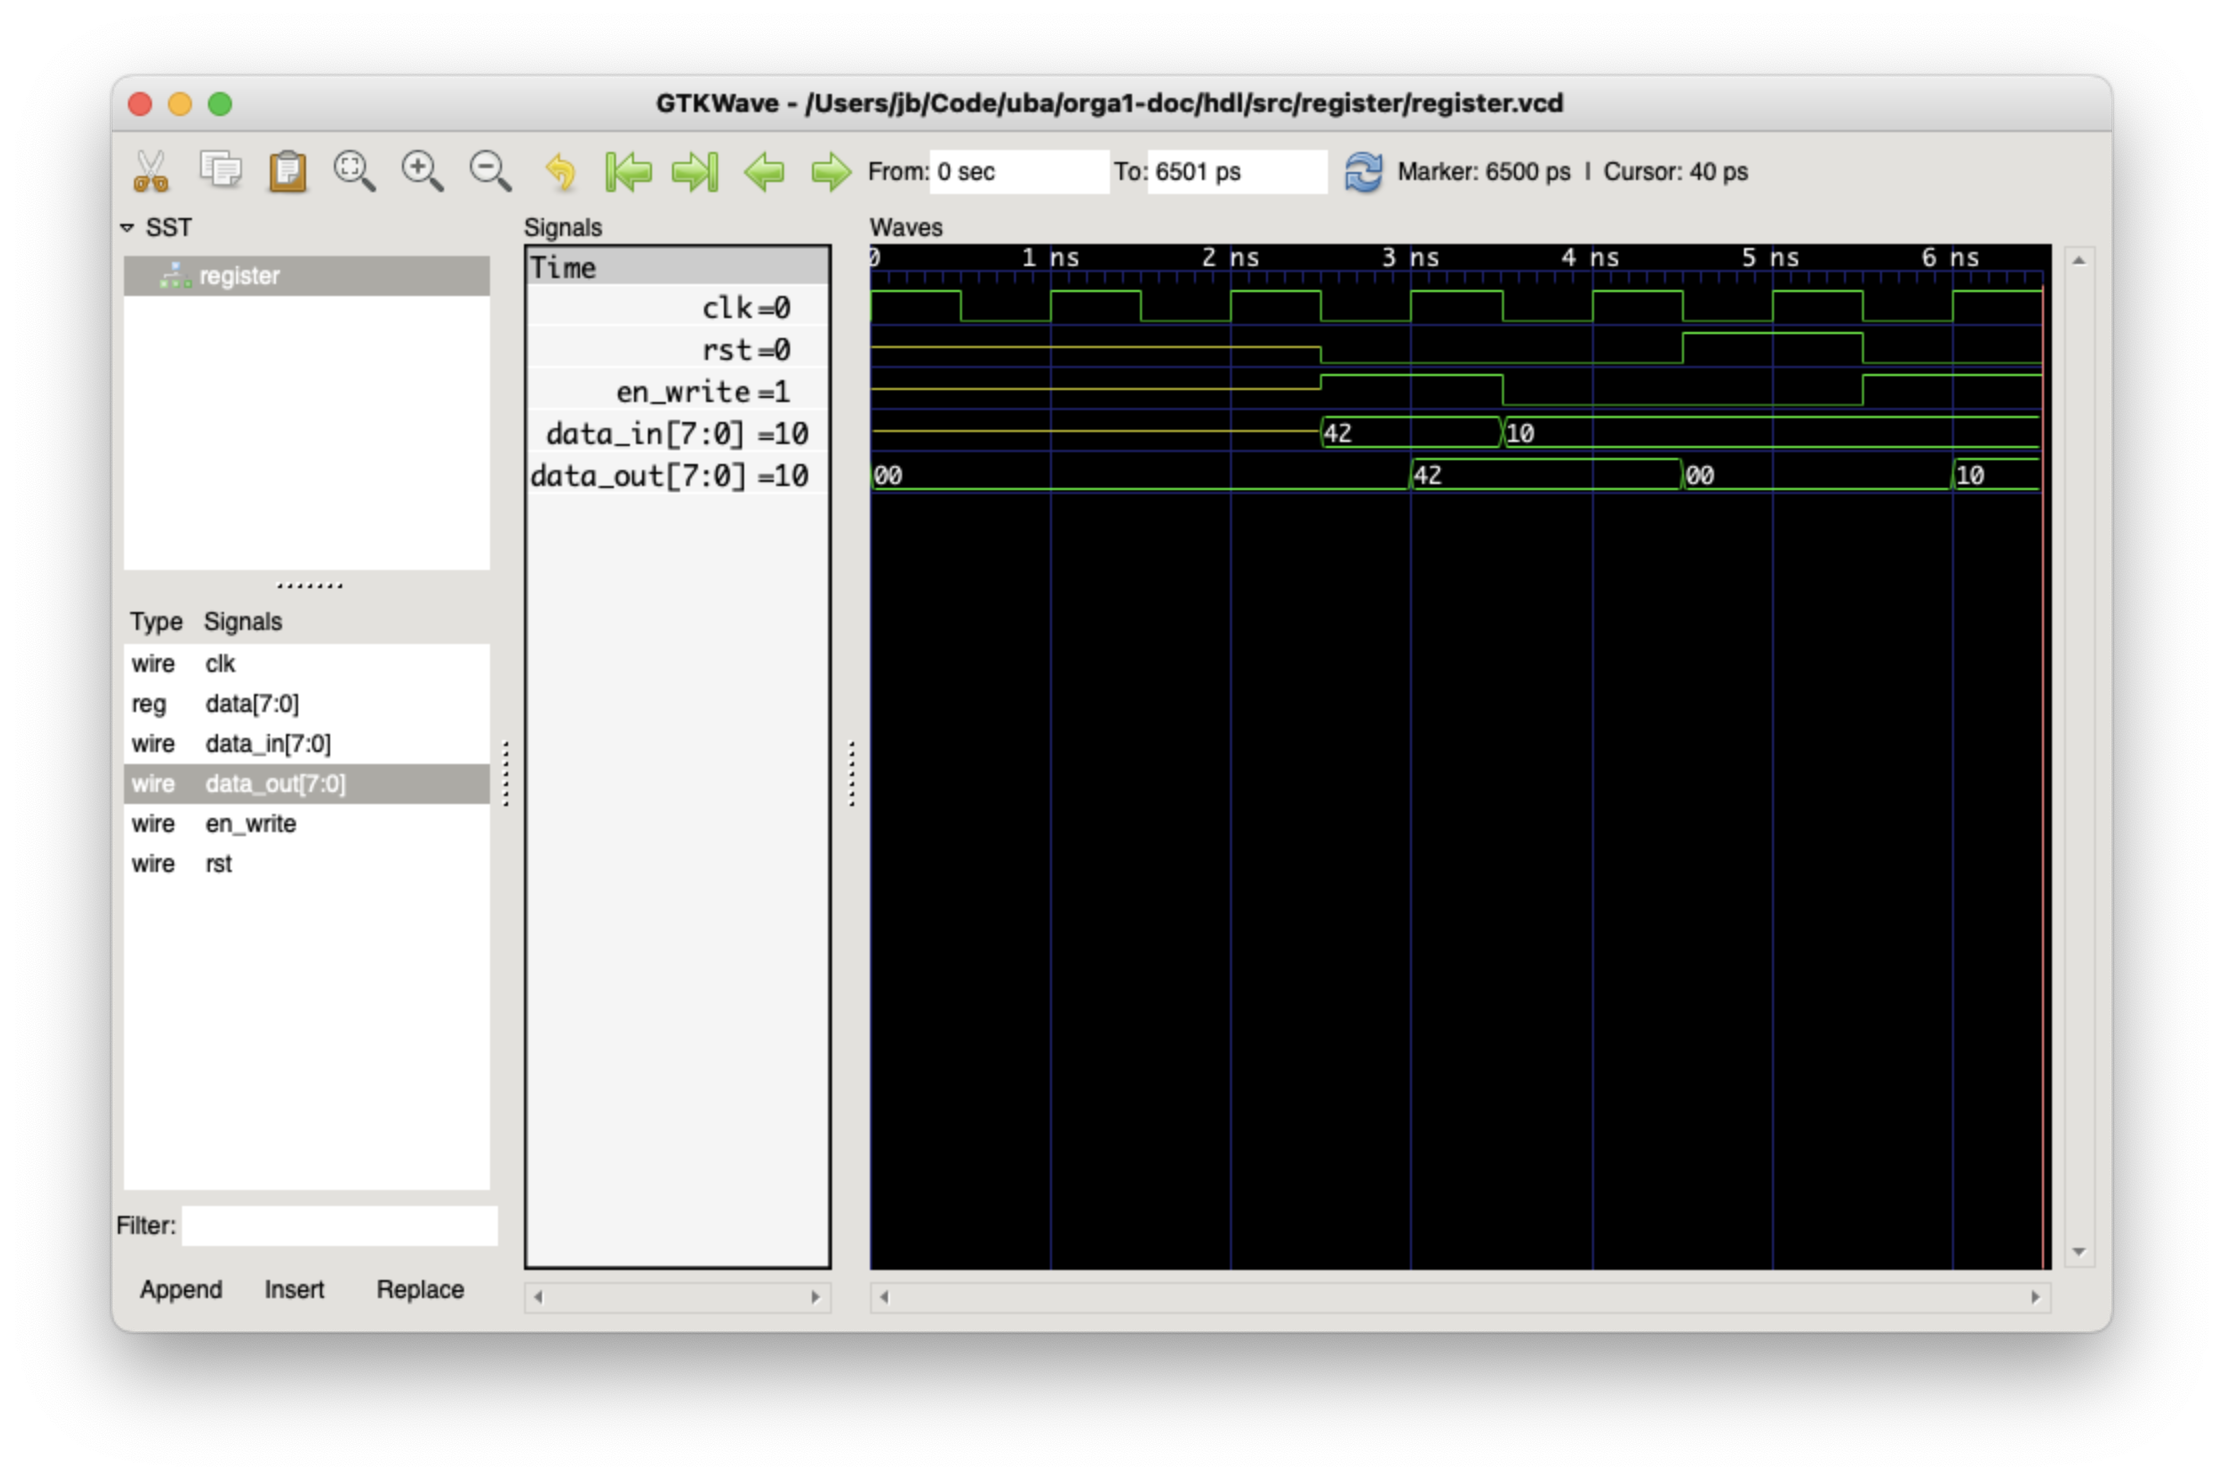 GTKWave - /Users/jb/Code/uba/orga1-doc/hdl/src/register/register.vcd
From: 0 sec To: 6501 ps Marker: 6500 ps | Cursor: 40 ps
SST
register
Type Signals
wire clk
reg data[7:0]
wire data_in[7:0]
wire data_out[7:0]
wire en_write
wire rst
Filter:
Append Insert Replace
Signals
Time
clk=0
rst=0
en_write=1
data_in[7:0]=10
data_out[7:0]=10
Waves
0 1 ns 2 ns 3 ns 4 ns 5 ns 6 ns
42 10
00 42 00 10